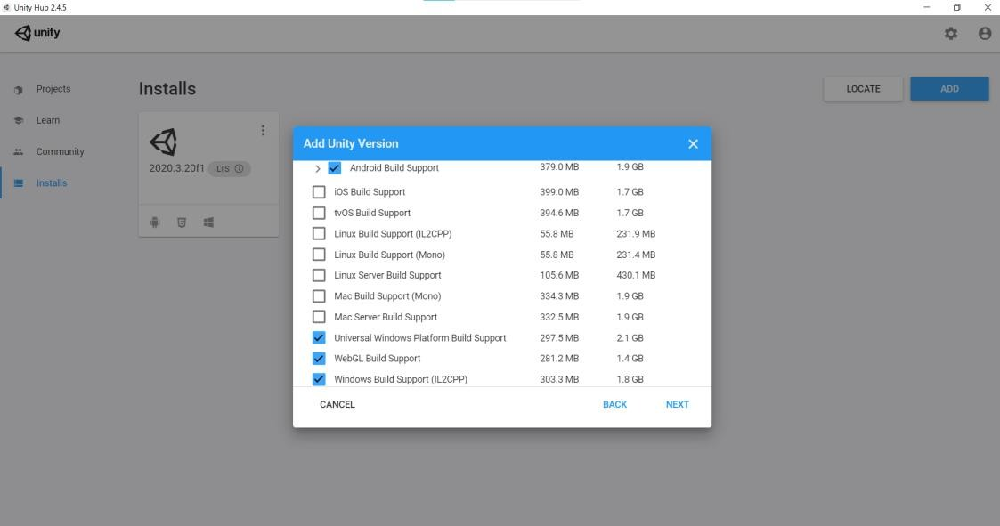 Unity Hub 2.4.5
unity
Projects
Learn
Community
Installs
Installs
LOCATE
ADD
2020.3.20f1 LTS
Add Unity Version
Android Build Support 379.0 MB 1.9 GB
iOS Build Support 399.0 MB 1.7 GB
tvOS Build Support 394.6 MB 1.7 GB
Linux Build Support (IL2CPP) 55.8 MB 231.9 MB
Linux Build Support (Mono) 55.8 MB 231.4 MB
Linux Server Build Support 105.6 MB 430.1 MB
Mac Build Support (Mono) 334.3 MB 1.9 GB
Mac Server Build Support 332.5 MB 1.9 GB
Universal Windows Platform Build Support 297.5 MB 2.1 GB
WebGL Build Support 281.2 MB 1.4 GB
Windows Build Support (IL2CPP) 303.3 MB 1.8 GB
CANCEL BACK NEXT